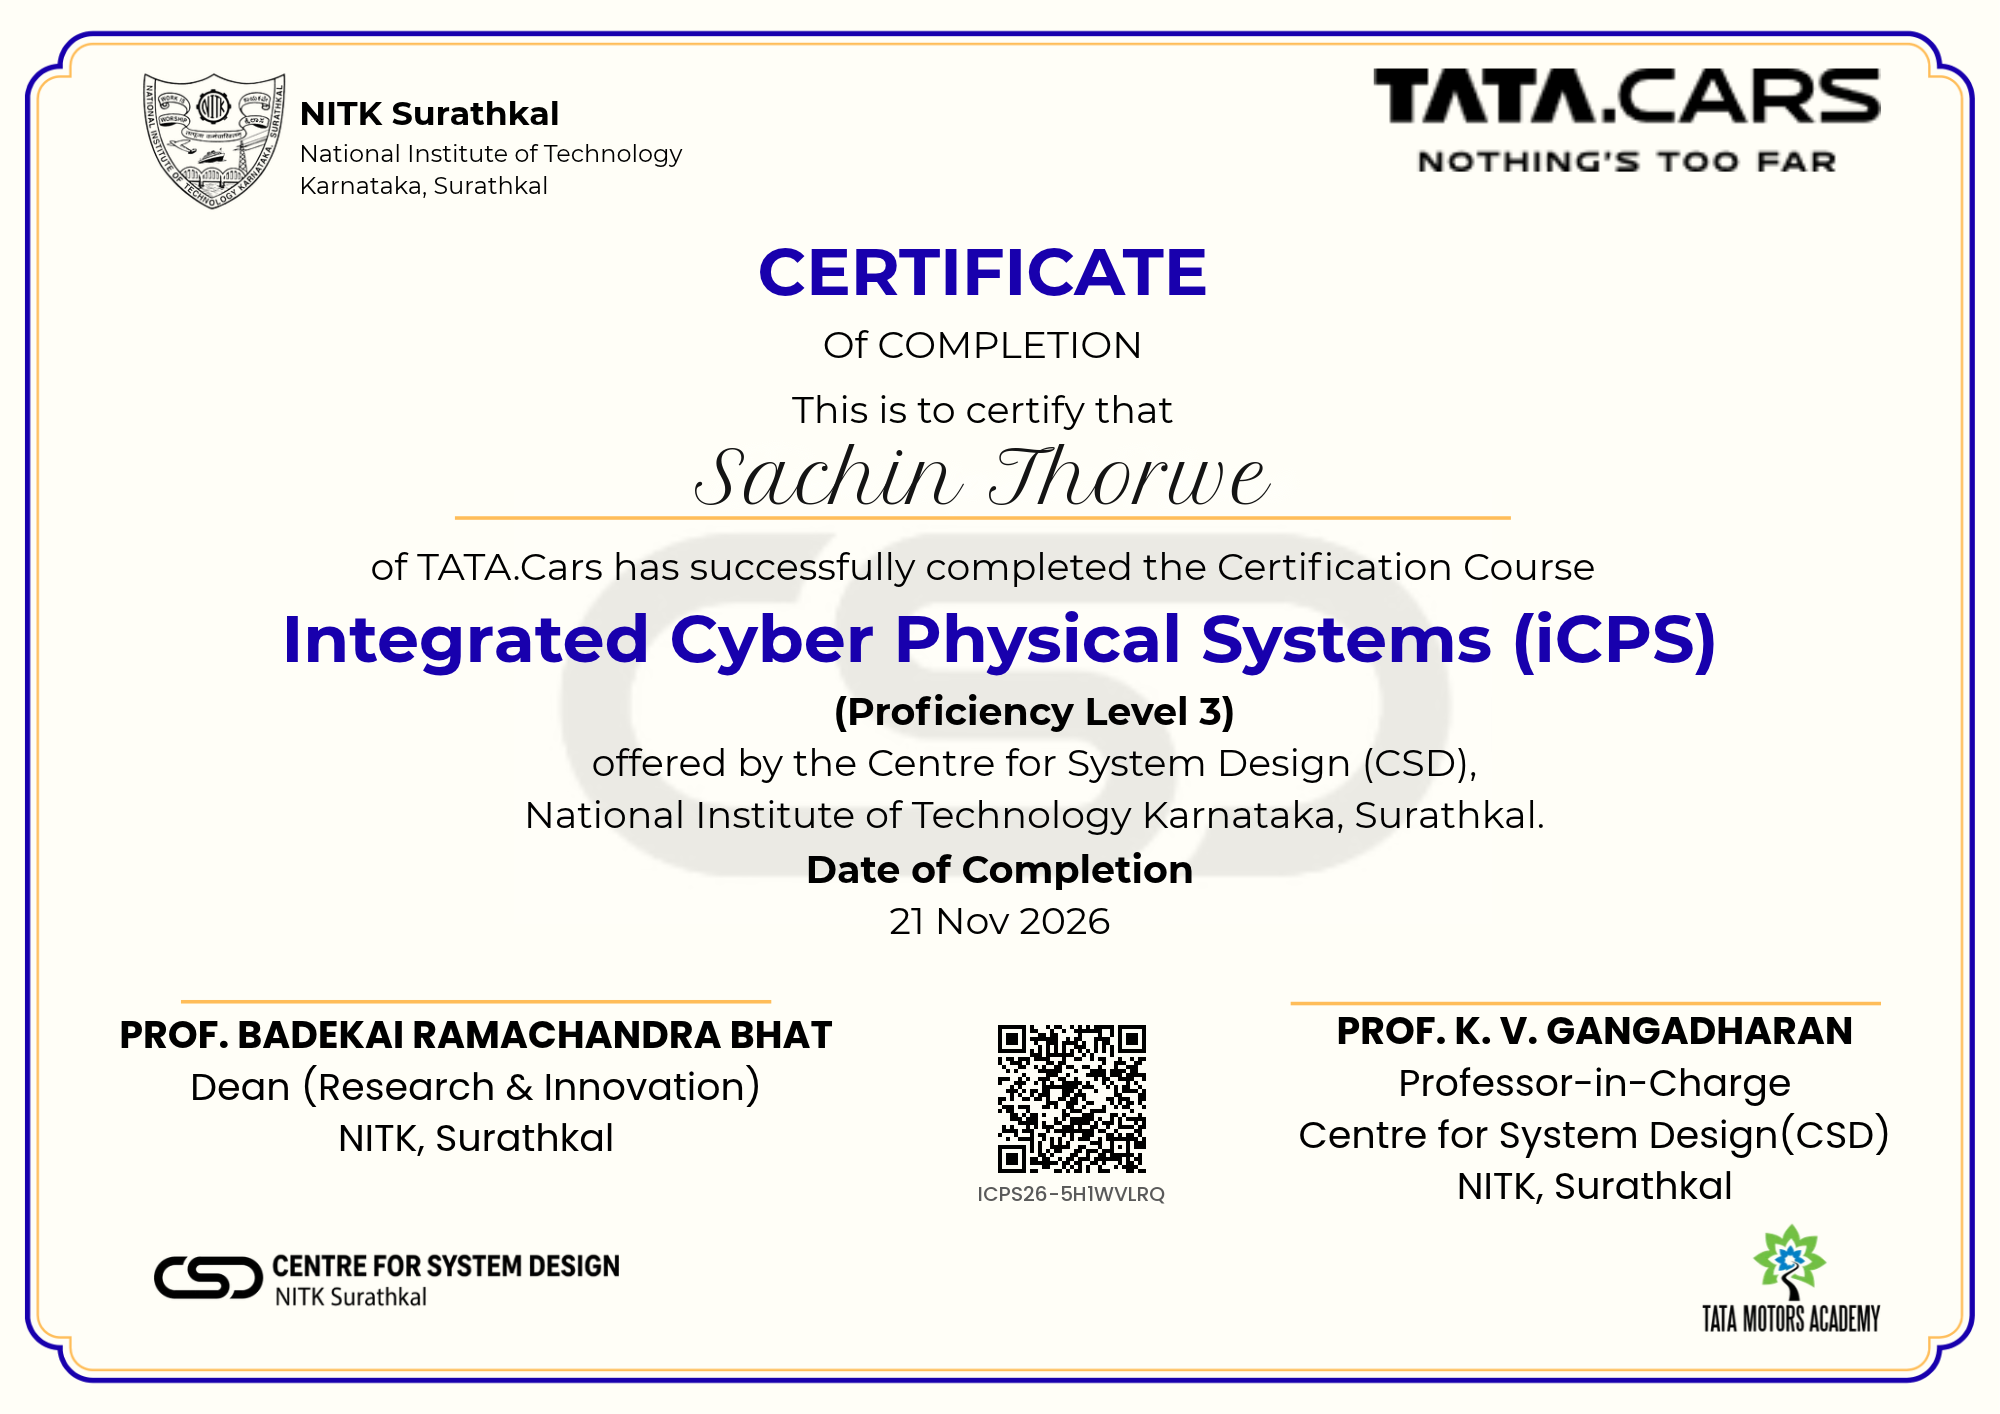 NITK Surathkal
National Institute of Technology
Karnataka, Surathkal
TATA.CARS
NOTHING'S TOO FAR
CERTIFICATE
Of COMPLETION
This is to certify that
Sachin Thorwe
of TATA.Cars has successfully completed the Certification Course
Integrated Cyber Physical Systems (iCPS)
(Proficiency Level 3)
offered by the Centre for System Design (CSD),
National Institute of Technology Karnataka, Surathkal.
Date of Completion
21 Nov 2026
PROF. BADEKAI RAMACHANDRA BHAT
Dean (Research & Innovation)
NITK, Surathkal
ICPS26-5H1WVLRQ
PROF. K. V. GANGADHARAN
Professor-in-Charge
Centre for System Design(CSD)
NITK, Surathkal
CSD CENTRE FOR SYSTEM DESIGN
NITK Surathkal
TATA MOTORS ACADEMY